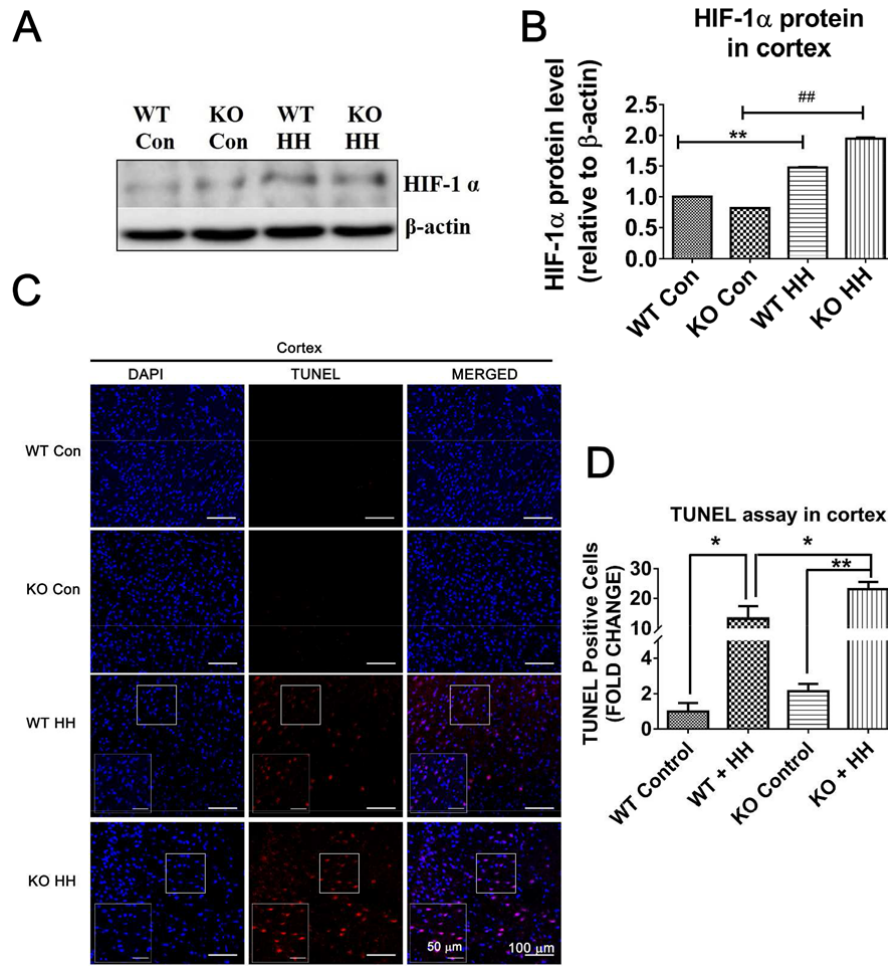 A
WT KO WT KO
Con Con HH HH
HIF-1 α
β-actin
B
HIF-1α protein
in cortex
HIF-1α protein level
(relative to β-actin)
2.5
2.0
1.5
1.0
0.5
0.0
**
##
WT Con
KO Con
WT HH
KO HH
C
Cortex
DAPI TUNEL MERGED
WT Con
KO Con
WT HH
KO HH
50 µm
100 µm
D
TUNEL assay in cortex
TUNEL Positive Cells
(FOLD CHANGE)
30
20
10
4
2
0
* *
**
WT Control
WT + HH
KO Control
KO + HH